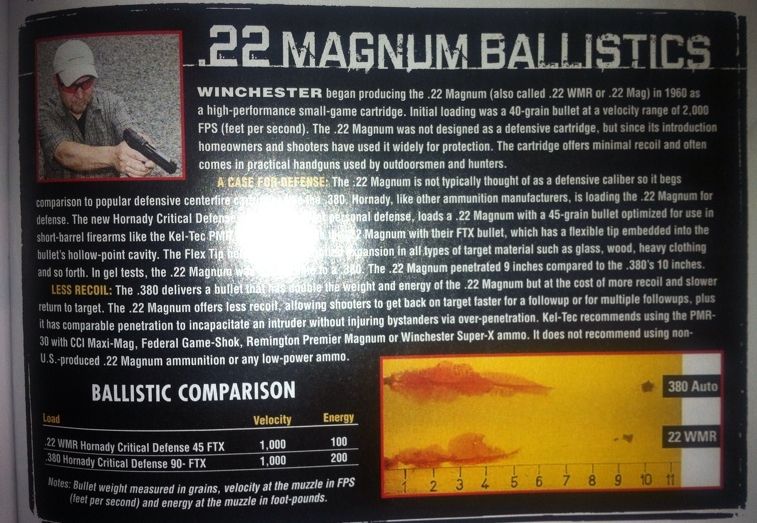 .22 MAGNUM BALLISTICS
WINCHESTER began producing the .22 Magnum (also called .22 WMR or .22 Mag) in 1960 as
a high-performance small-game cartridge. Initial loading was a 40-grain bullet at a velocity range of 2,000
FPS (feet per second). The .22 Magnum was not designed as a defensive cartridge, but since its introduction
homeowners and shooters have used it widely for protection. The cartridge offers minimal recoil and often
comes in practical handguns used by outdoorsmen and hunters.
A CASE FOR DEFENSE: The .22 Magnum is not typically thought of as a defensive caliber so it begs
comparison to popular defensive centerfire the .380. Hornady, like other ammunition manufacturers, is loading the .22 Magnum for
defense. The new Hornady Critical Defense personal defense, loads a .22 Magnum with a 45-grain bullet optimized for use in
short-barrel firearms like the Kel-Tec PMR Magnum with their FTX bullet, which has a flexible tip embedded into the
bullet's hollow-point cavity. The Flex Tip expansion in all types of target material such as glass, wood, heavy clothing
and so forth. In gel tests, the .22 Magnum to a .380. The .22 Magnum penetrated 9 inches compared to the .380's 10 inches.
LESS RECOIL: The .380 delivers a bullet that has double the weight and energy of the .22 Magnum but at the cost of more recoil and slower
return to target. The .22 Magnum offers less recoil, allowing shooters to get back on target faster for a followup or for multiple followups, plus
it has comparable penetration to incapacitate an intruder without injuring bystanders via over-penetration. Kel-Tec recommends using the PMR-
30 with CCI Maxi-Mag, Federal Game-Shok, Remington Premier Magnum or Winchester Super-X ammo. It does not recommend using non-
U.S.-produced .22 Magnum ammunition or any low-power ammo.
BALLISTIC COMPARISON
Load Velocity Energy
.22 WMR Hornady Critical Defense 45 FTX 1,000 100
.380 Hornady Critical Defense 90- FTX 1,000 200
Notes: Bullet weight measured in grains, velocity at the muzzle in FPS
(feet per second) and energy at the muzzle in foot-pounds.
380 Auto
22 WMR
1 2 3 4 5 6 7 8 9 10 11